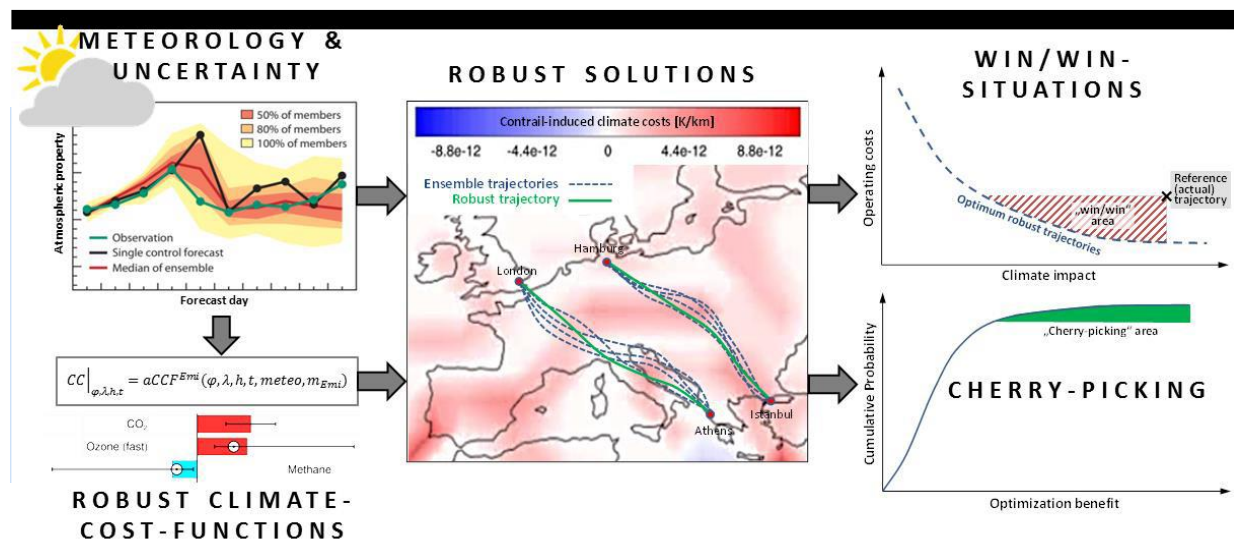 METEOROLOGY &
UNCERTAINTY
50% of members
80% of members
100% of members
Atmospheric property
Observation
Single control forecast
Median of ensemble
Forecast day
CC|φ,λ,h,t = aCCF^Emi(φ, λ, h, t, meteo, m_Emi)
CO₂
Ozone (fast)
Methane
ROBUST CLIMATE-
COST-FUNCTIONS
ROBUST SOLUTIONS
Contrail-induced climate costs [K/km]
-8.8e-12 -4.4e-12 0 4.4e-12 8.8e-12
Ensemble trajectories
Robust trajectory
Hamburg
London
Istanbul
Athens
WIN/WIN-
SITUATIONS
Operating costs
Reference
(actual)
trajectory
„win/win"
area
Optimum robust trajectories
Climate impact
Cumulative Probability
„Cherry-picking" area
CHERRY-PICKING
Optimization benefit